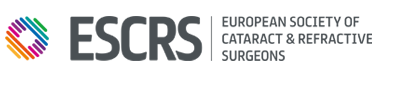 ESCRS
EUROPEAN SOCIETY OF
CATARACT & REFRACTIVE
SURGEONS